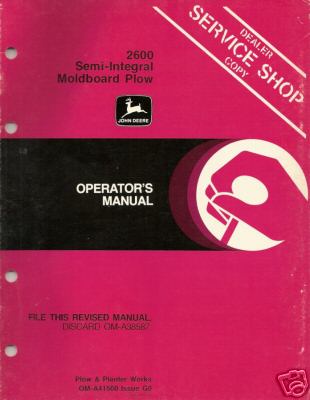 2600
Semi-Integral
Moldboard Plow
DEALER
SERVICE SHOP
COPY
JOHN DEERE
OPERATOR'S
MANUAL
FILE THIS REVISED MANUAL,
DISCARD OM-A38587
Plow & Planter Works
OM-A41500 Issue G0